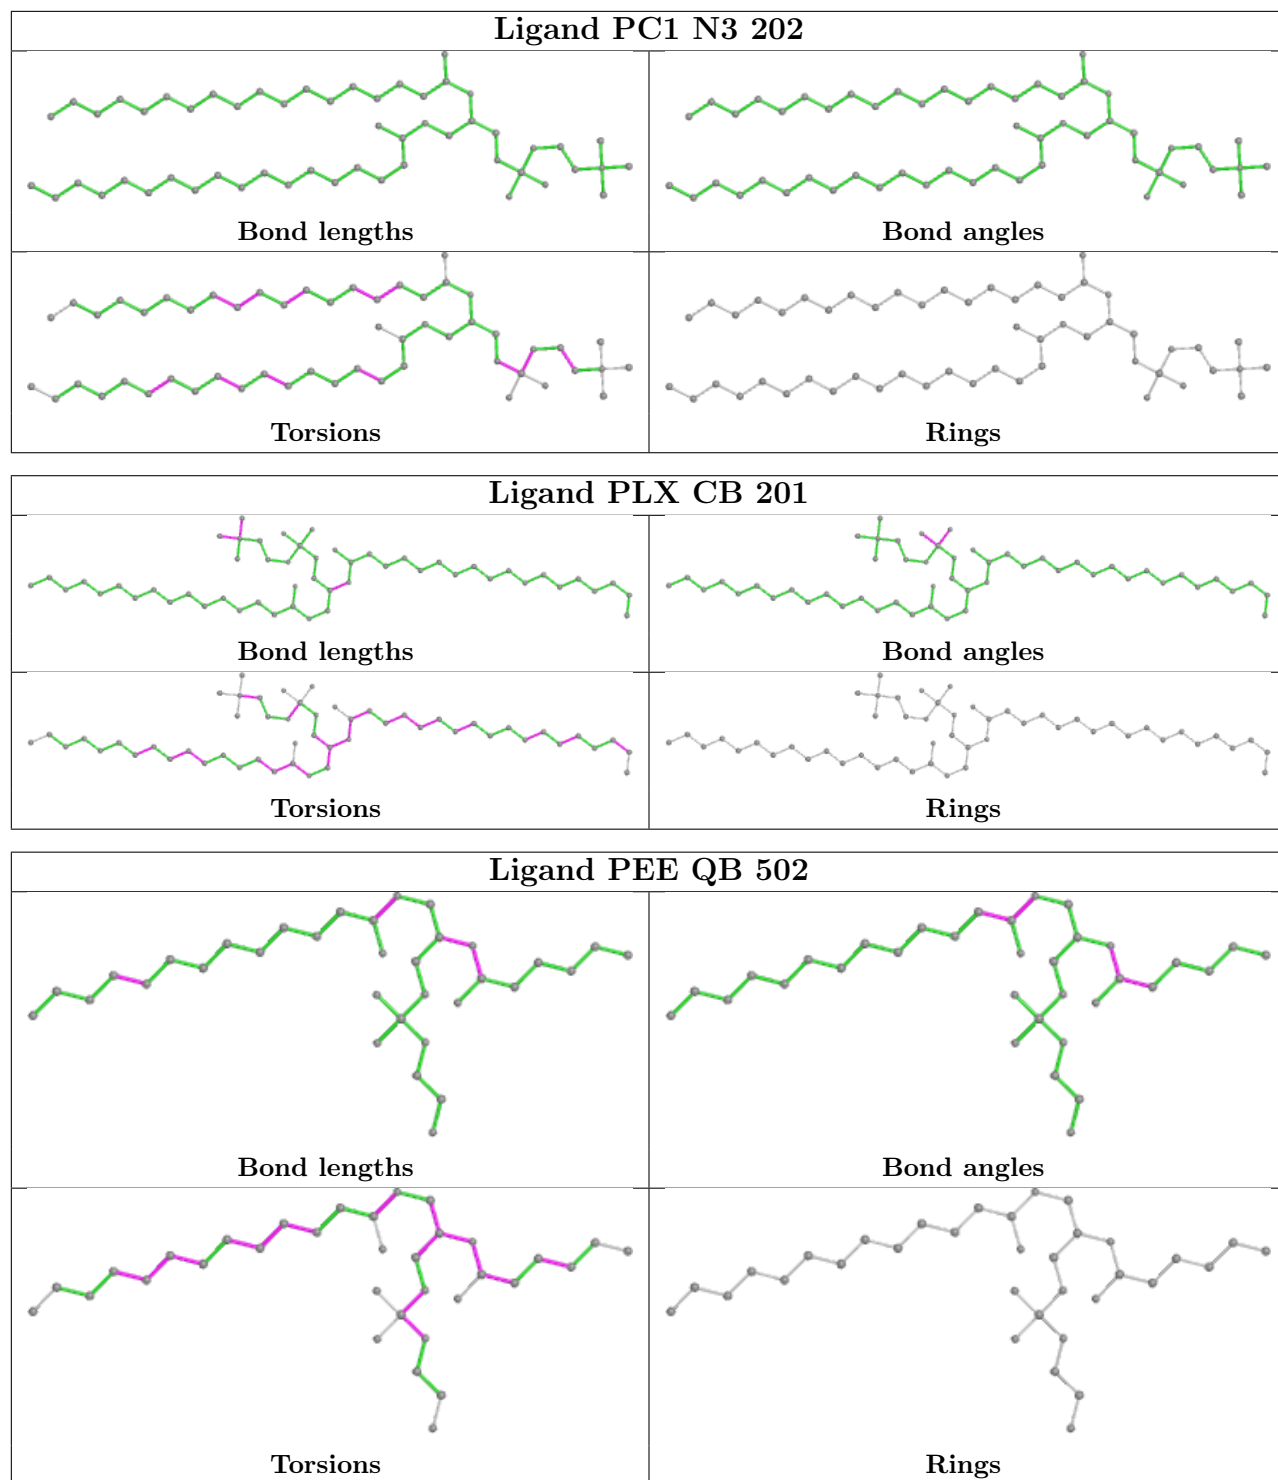 Ligand PC1 N3 202
Bond lengths
Bond angles
Torsions
Rings
Ligand PLX CB 201
Bond lengths
Bond angles
Torsions
Rings
Ligand PEE QB 502
Bond lengths
Bond angles
Torsions
Rings